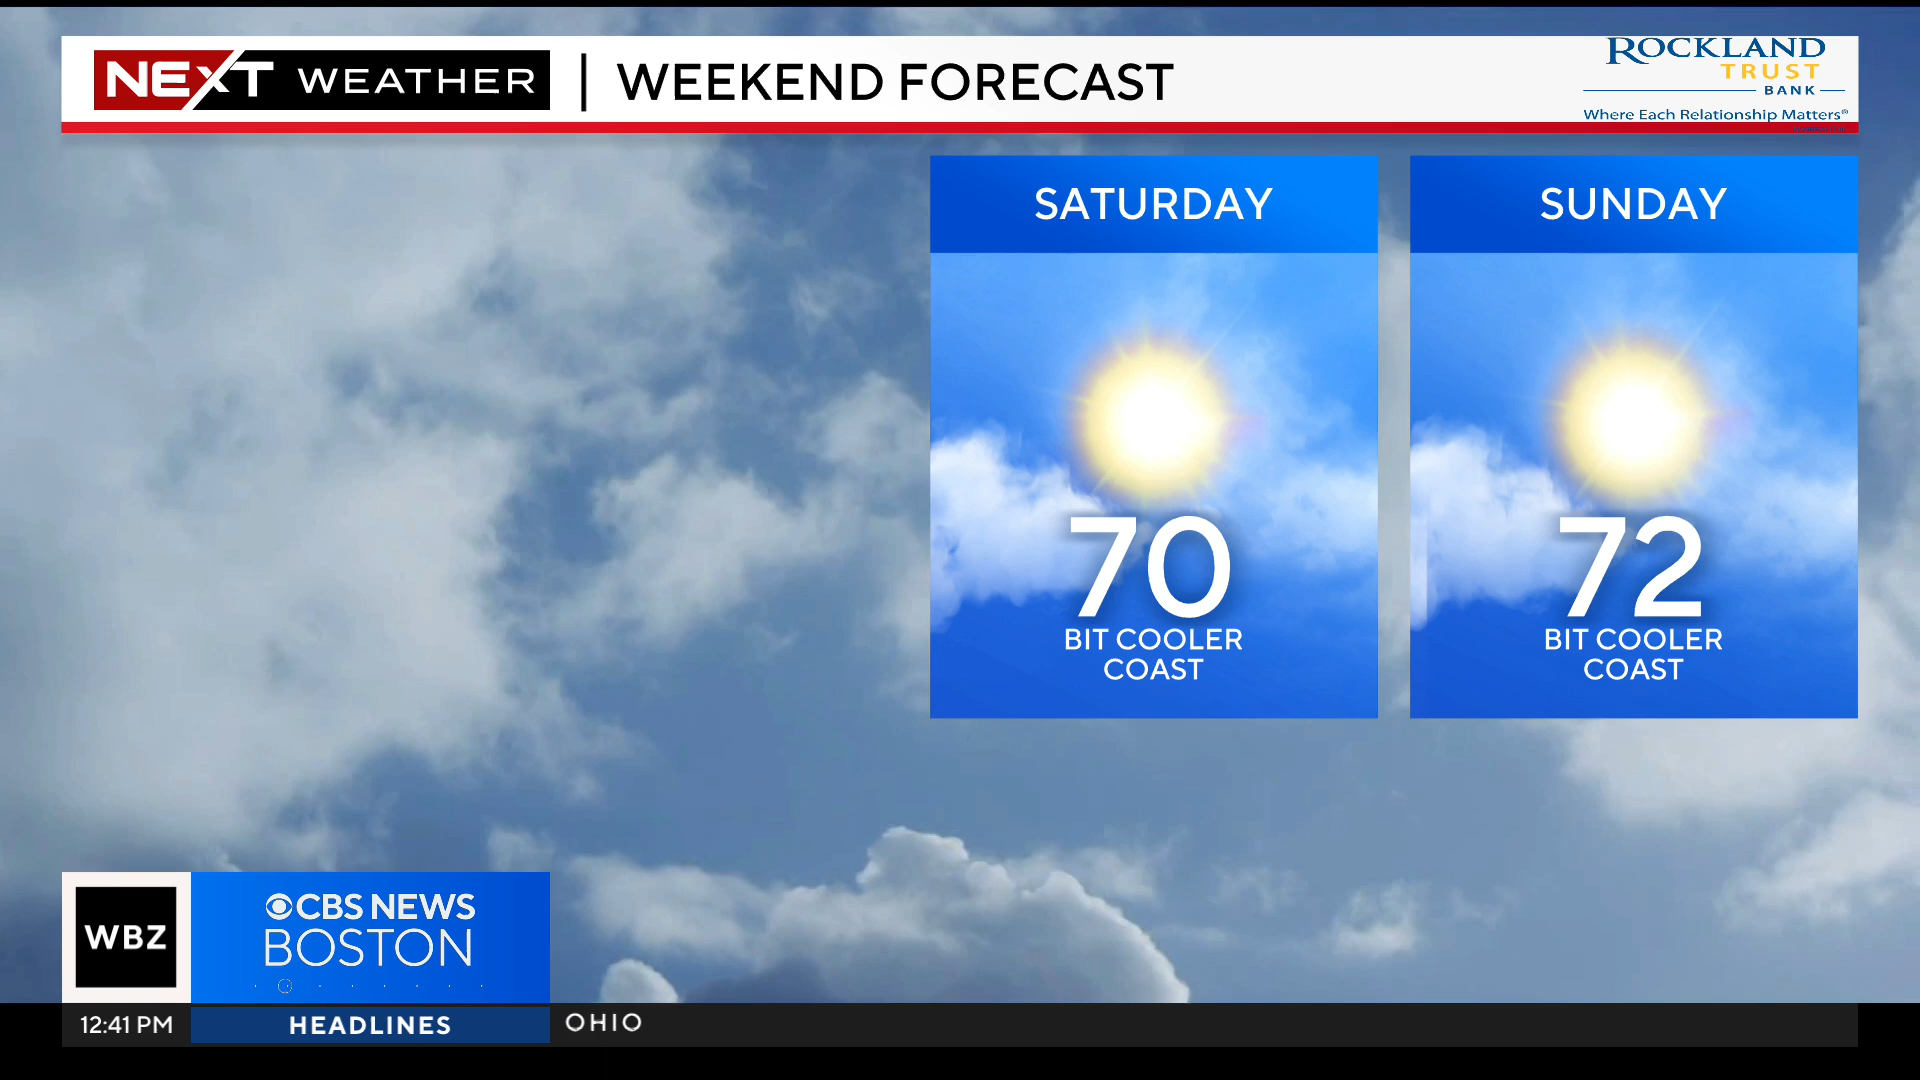 NEXT WEATHER | WEEKEND FORECAST
ROCKLAND
TRUST
BANK
Where Each Relationship Matters®
SATURDAY
70
BIT COOLER
COAST
SUNDAY
72
BIT COOLER
COAST
WBZ
CBS NEWS
BOSTON
12:41 PM
HEADLINES
OHIO